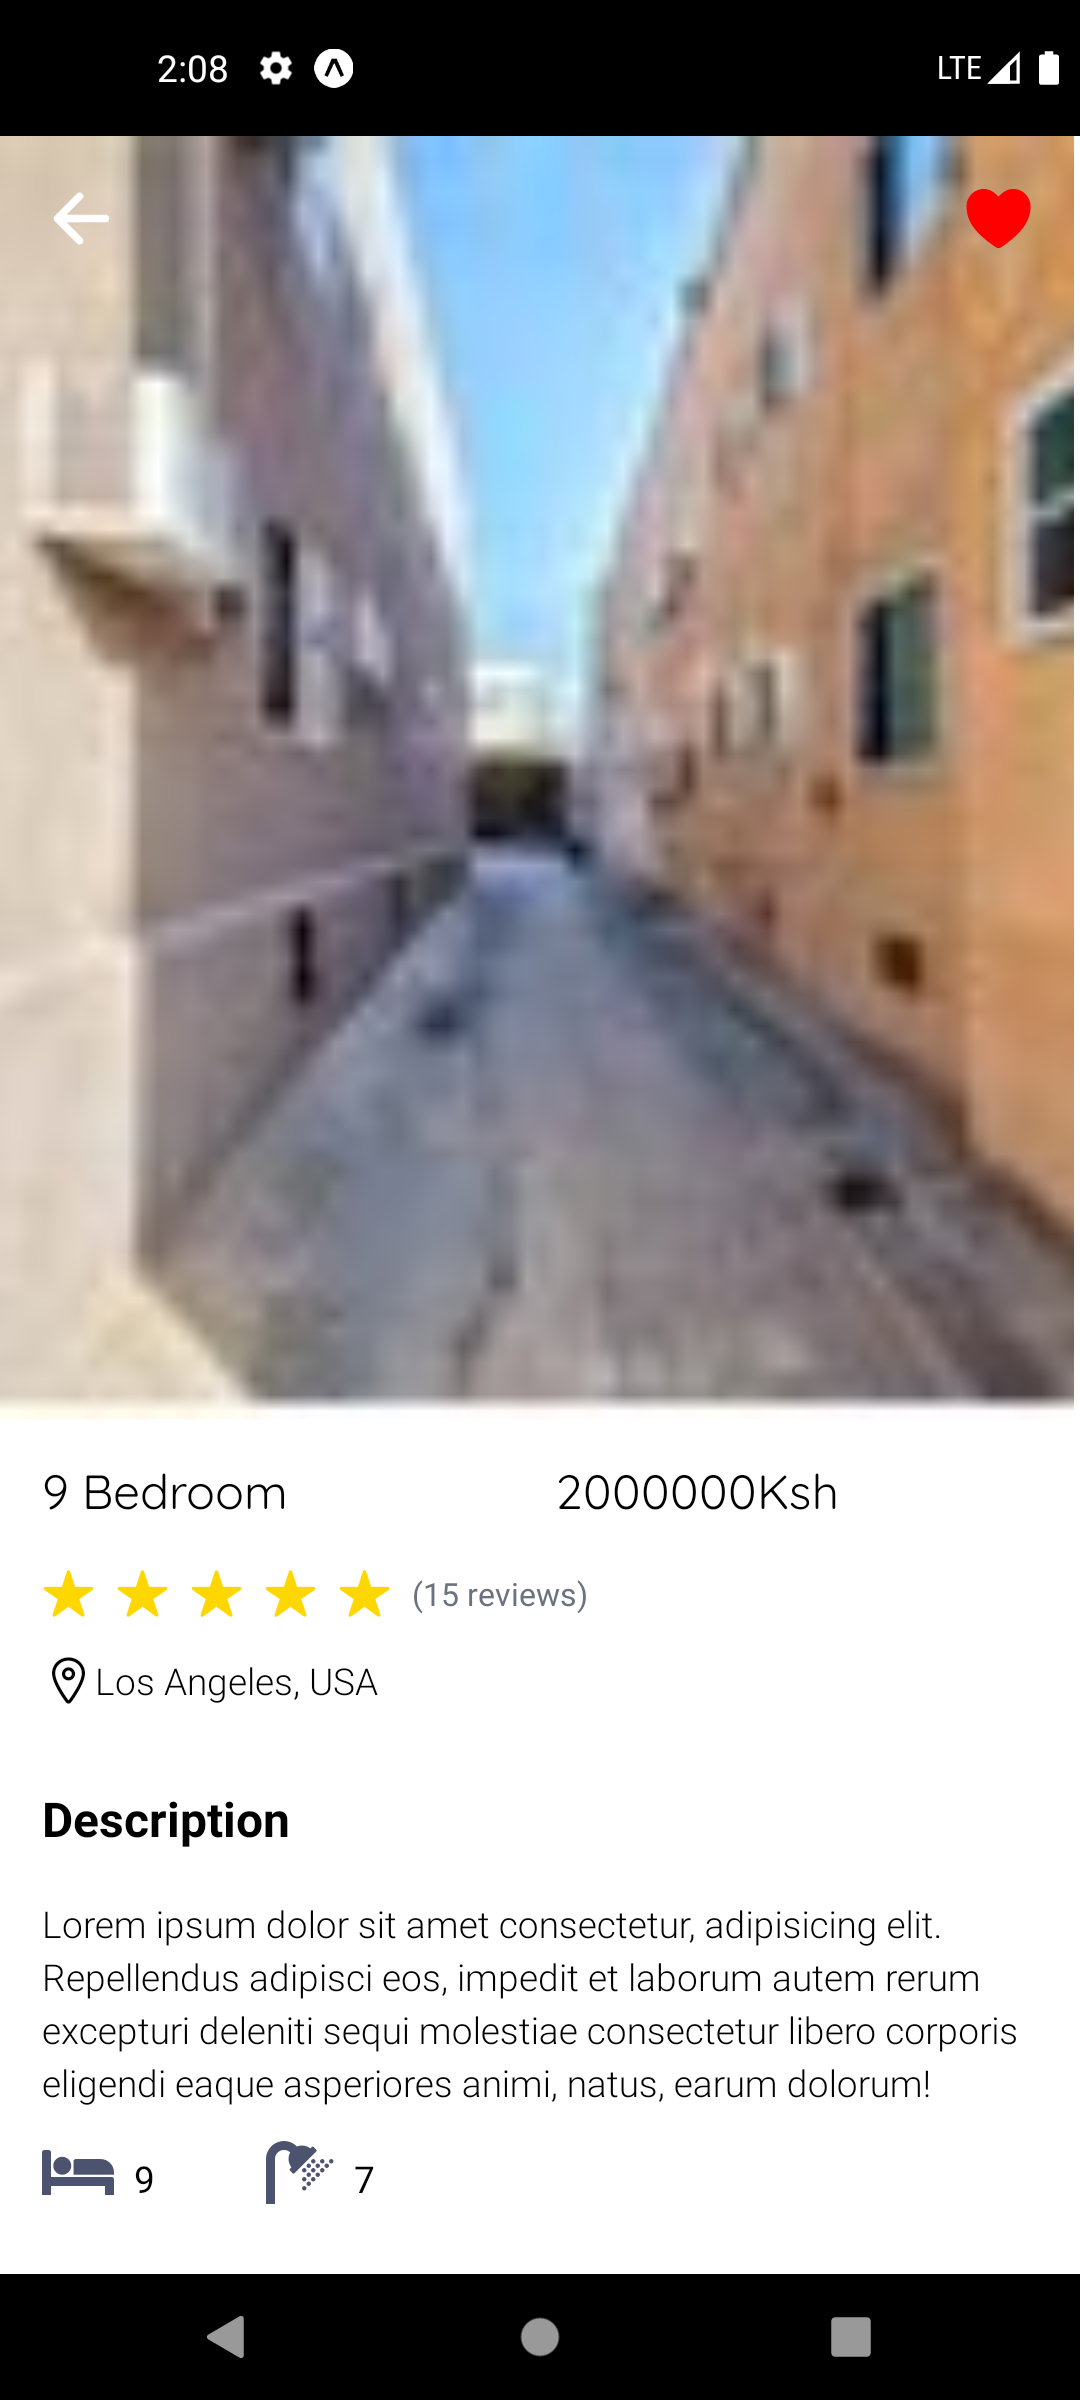 2:08 LTE
9 Bedroom 2000000Ksh
(15 reviews)
Los Angeles, USA
Description
Lorem ipsum dolor sit amet consectetur, adipisicing elit.
Repellendus adipisci eos, impedit et laborum autem rerum
excepturi deleniti sequi molestiae consectetur libero corporis
eligendi eaque asperiores animi, natus, earum dolorum!
9 7